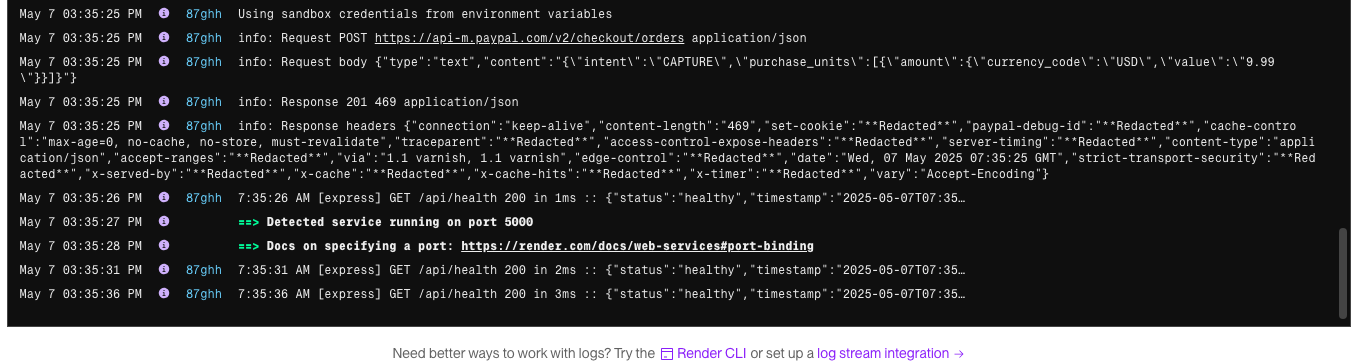 May 7 03:35:25 PM 87ghh Using sandbox credentials from environment variables
May 7 03:35:25 PM 87ghh info: Request POST https://api-m.paypal.com/v2/checkout/orders application/json
May 7 03:35:25 PM 87ghh info: Request body {"type":"text","content":"{\"intent\":\"CAPTURE\",\"purchase_units\":[{\"amount\":{\"currency_code\":\"USD\",\"value\":\"9.99
\"}}]}"}
May 7 03:35:25 PM 87ghh info: Response 201 469 application/json
May 7 03:35:25 PM 87ghh info: Response headers {"connection":"keep-alive","content-length":"469","set-cookie":"**Redacted**","paypal-debug-id":"**Redacted**","cache-contro
l":"max-age=0, no-cache, no-store, must-revalidate","traceparent":"**Redacted**","access-control-expose-headers":"**Redacted**","server-timing":"**Redacted**","content-type":"appli
cation/json","accept-ranges":"**Redacted**","via":"1.1 varnish, 1.1 varnish","edge-control":"**Redacted**","date":"Wed, 07 May 2025 07:35:25 GMT","strict-transport-security":"**Red
acted**","x-served-by":"**Redacted**","x-cache":"**Redacted**","x-cache-hits":"**Redacted**","x-timer":"**Redacted**","vary":"Accept-Encoding"}
May 7 03:35:26 PM 87ghh 7:35:26 AM [express] GET /api/health 200 in 1ms :: {"status":"healthy","timestamp":"2025-05-07T07:35…
May 7 03:35:27 PM ==> Detected service running on port 5000
May 7 03:35:28 PM ==> Docs on specifying a port: https://render.com/docs/web-services#port-binding
May 7 03:35:31 PM 87ghh 7:35:31 AM [express] GET /api/health 200 in 2ms :: {"status":"healthy","timestamp":"2025-05-07T07:35…
May 7 03:35:36 PM 87ghh 7:35:36 AM [express] GET /api/health 200 in 3ms :: {"status":"healthy","timestamp":"2025-05-07T07:35…
Need better ways to work with logs? Try the Render CLI or set up a log stream integration →